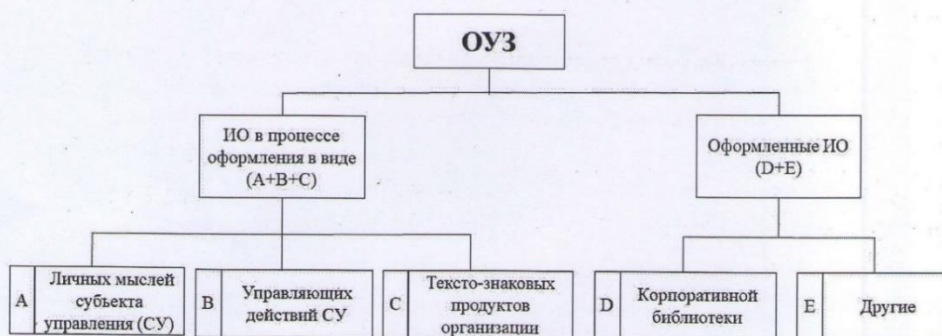 ОУЗ
ИО в процессе
оформления в виде
(A+B+C)
Оформленные ИО
(D+E)
A
Личных мыслей
субъекта
управления (СУ)
B
Управляющих
действий СУ
C
Тексто-знаковых
продуктов
организации
D
Корпоративной
библиотеки
E
Другие